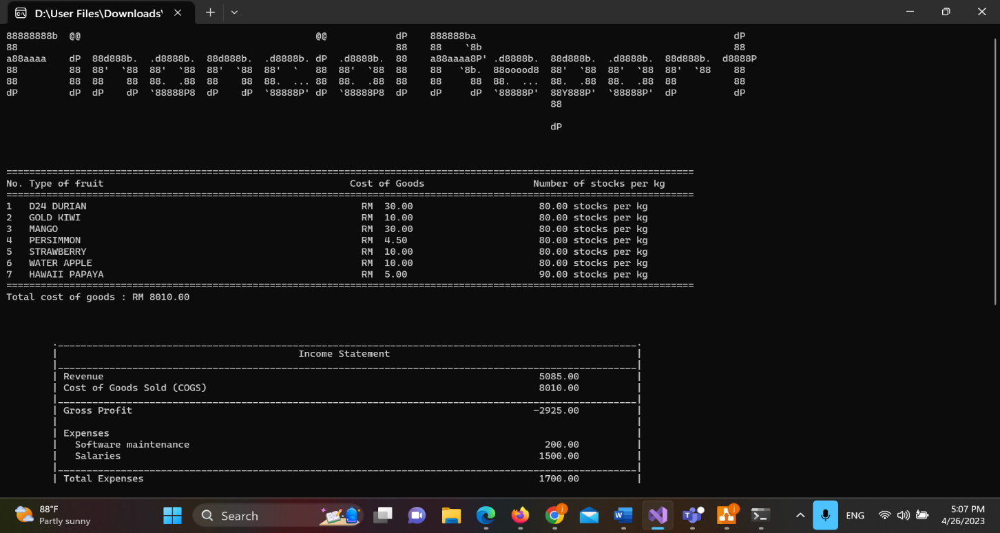 D:\User Files\Downloads\
88888888b  @@                                         @@            dP    888888ba                                             dP
88                                                                  88    88    `8b                                            88
a88aaaa    dP  88d888b.  .d8888b.  88d888b.  .d8888b. dP  .d8888b.  88    a88aaaa8P' .d8888b.  88d888b.  .d8888b.  88d888b.  d8888P
88         88  88'  `88  88'  `88  88'  `88  88'  `   88  88'  `88  88    88   `8b.  88ooood8  88'  `88  88'  `88  88'  `88    88
88         88  88    88  88.  .88  88    88  88.  ... 88  88.  .88  88    88     88  88.  ...  88.  .88  88.  .88  88          88
dP         dP  dP    dP  `88888P8  dP    dP  `88888P' dP  `88888P8  dP    dP     dP  `88888P'  88Y888P'  `88888P'  dP          dP
88
dP
========================================================================================================================
No. Type of fruit                                           Cost of Goods                   Number of stocks per kg
========================================================================================================================
1   D24 DURIAN                                                RM  30.00                      80.00 stocks per kg
2   GOLD KIWI                                                 RM  10.00                      80.00 stocks per kg
3   MANGO                                                     RM  30.00                      80.00 stocks per kg
4   PERSIMMON                                                 RM  4.50                       80.00 stocks per kg
5   STRAWBERRY                                                RM  10.00                      80.00 stocks per kg
6   WATER APPLE                                               RM  10.00                      80.00 stocks per kg
7   HAWAII PAPAYA                                             RM  5.00                       90.00 stocks per kg
========================================================================================================================
Total cost of goods : RM 8010.00
Income Statement
Revenue 5085.00
Cost of Goods Sold (COGS) 8010.00
Gross Profit -2925.00
Expenses
Software maintenance 200.00
Salaries 1500.00
Total Expenses 1700.00
88°F
Partly sunny
Search
ENG
5:07 PM
4/26/2023